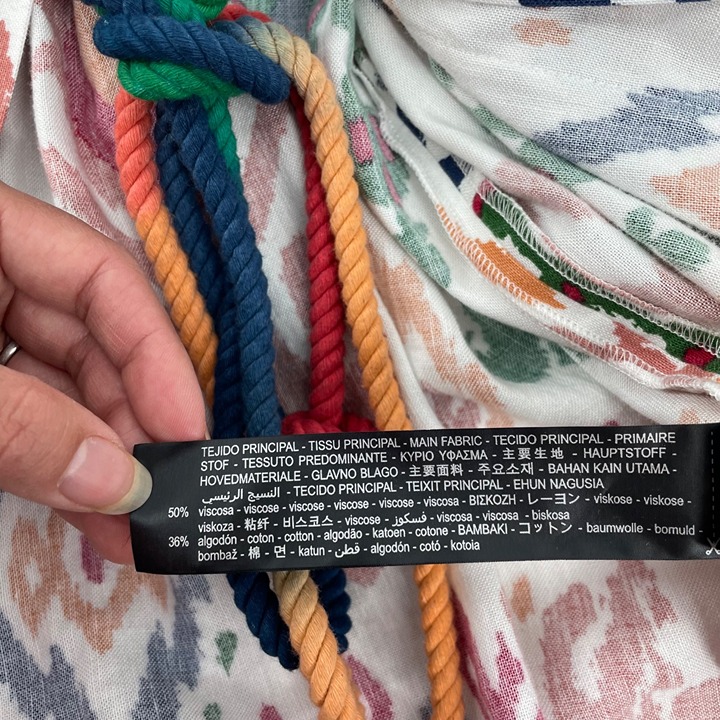 TEJIDO PRINCIPAL - TISSU PRINCIPAL - MAIN FABRIC - TECIDO PRINCIPAL - PRIMAIRE
STOF - TESSUTO PREDOMINANTE - ΚΥΡΙΟ ΥΦΑΣΜΑ - 主要生地 - HAUPTSTOFF -
HOVEDMATERIALE - GLAVNO BLAGO - 主要面料 - 주요소재 - BAHAN KAIN UTAMA -
النسيج الرئيسي - TECIDO PRINCIPAL - TEIXIT PRINCIPAL - EHUN NAGUSIA
50% viscosa - viscose - viscose - viscose - viscose - viscosa - ΒΙΣΚΟΖΗ - レーヨン - viskose - viskose -
viskoza - 粘纤 - 비스코스 - viscose - فسكوز - viscosa - viscosa - biskosa
36% algodón - coton - cotton - algodão - katoen - cotone - ΒΑΜΒΑΚΙ - コットン - baumwolle - bomuld -
bombaž - 棉 - 면 - katun - قطن - algodón - cotó - kotoia